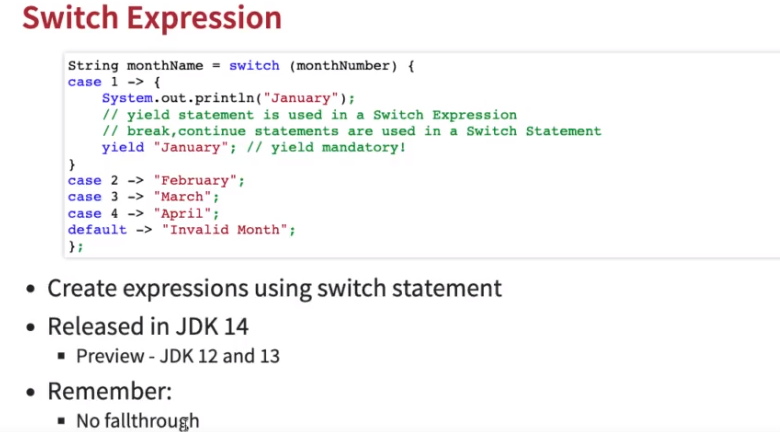 Switch Expression
String monthName = switch (monthNumber) {
case 1 -> {
    System.out.println("January");
    // yield statement is used in a Switch Expression
    // break,continue statements are used in a Switch Statement
    yield "January"; // yield mandatory!
}
case 2 -> "February";
case 3 -> "March";
case 4 -> "April";
default -> "Invalid Month";
};
• Create expressions using switch statement
• Released in JDK 14
▪ Preview - JDK 12 and 13
• Remember:
▪ No fallthrough